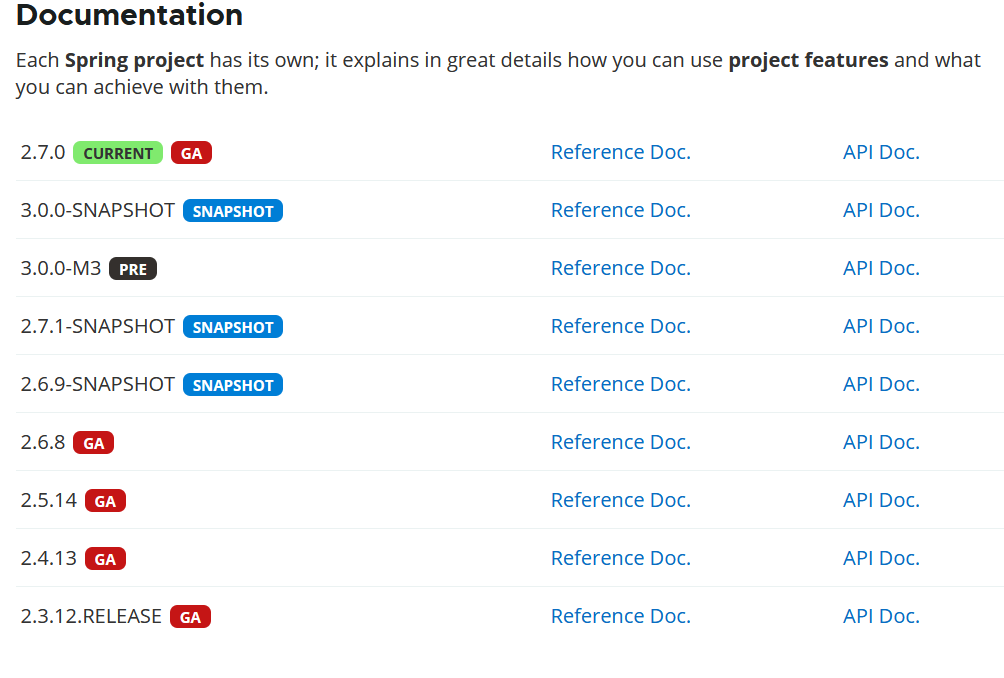 Documentation
Each Spring project has its own; it explains in great details how you can use project features and what
you can achieve with them.
2.7.0 CURRENT GA Reference Doc. API Doc.
3.0.0-SNAPSHOT SNAPSHOT Reference Doc. API Doc.
3.0.0-M3 PRE Reference Doc. API Doc.
2.7.1-SNAPSHOT SNAPSHOT Reference Doc. API Doc.
2.6.9-SNAPSHOT SNAPSHOT Reference Doc. API Doc.
2.6.8 GA Reference Doc. API Doc.
2.5.14 GA Reference Doc. API Doc.
2.4.13 GA Reference Doc. API Doc.
2.3.12.RELEASE GA Reference Doc. API Doc.